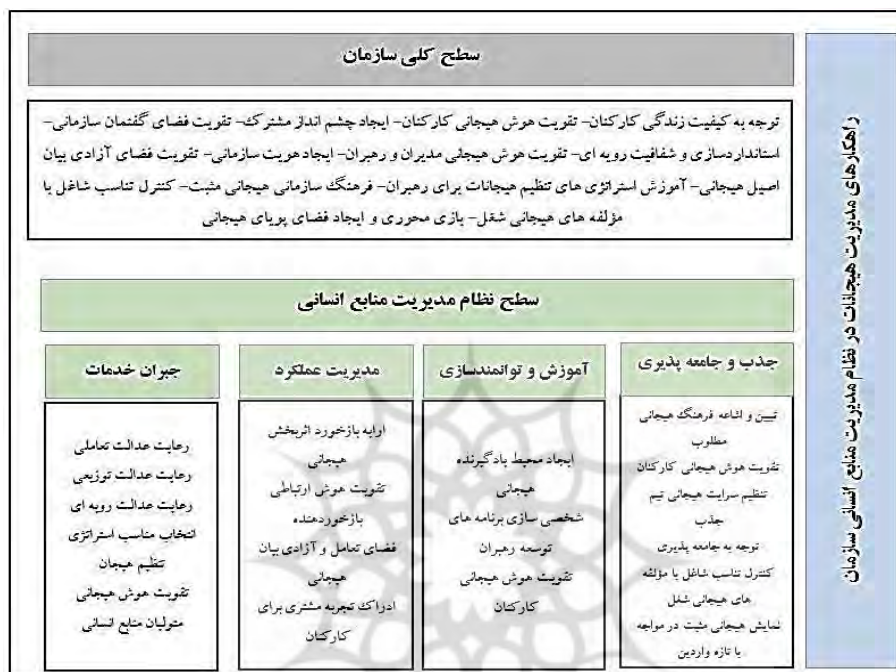 راهکارهای مدیریت هیجانات در نظام مدیریت منابع انسانی سازمان
سطح کلی سازمان
توجه به کیفیت زندگی کارکنان- تقویت هوش هیجانی کارکنان- ایجاد چشم انداز مشترک- تقویت فضای گفتمان سازمانی-
استانداردسازی و شفافیت رویه ای- تقویت هوش هیجانی مدیران و رهبران- ایجاد هویت سازمانی- تقویت فضای آزادی بیان
اصیل هیجانی- آموزش استراتژی های تنظیم هیجانات برای رهبران- فرهنگ سازمانی هیجانی مثبت- کنترل تناسب شاغل با
مؤلفه های هیجانی شغل- بازی محوری و ایجاد فضای پویای هیجانی
سطح نظام مدیریت منابع انسانی
جذب و جامعه پذیری
تبیین و اشاعه فرهنگ هیجانی
مطلوب
تقویت هوش هیجانی کارکنان
تنظیم سرایت هیجانی تیم
جذب
توجه به جامعه پذیری
کنترل تناسب شاغل با مؤلفه
های هیجانی شغل
نمایش هیجانی مثبت در مواجه
با تازه واردین
آموزش و توانمندسازی
ایجاد محیط یادگیرنده
هیجانی
شخصی سازی برنامه های
توسعه رهبران
تقویت هوش هیجانی
کارکنان
مدیریت عملکرد
ارایه بازخورد اثربخش
هیجانی
تقویت هوش ارتباطی
بازخوردهنده
فضای تعامل و آزادی بیان
هیجانی
ادراک تجربه مشتری برای
کارکنان
جبران خدمات
رعایت عدالت تعاملی
رعایت عدالت توزیعی
رعایت عدالت رویه ای
انتخاب مناسب استراتژی
تنظیم هیجان
تقویت هوش هیجانی
متولیان منابع انسانی